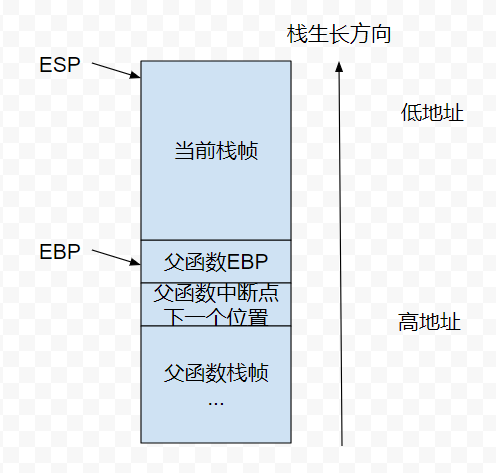 栈生长方向
ESP
低地址
当前栈帧
EBP
父函数EBP
父函数中断点
下一个位置
高地址
父函数栈帧
...